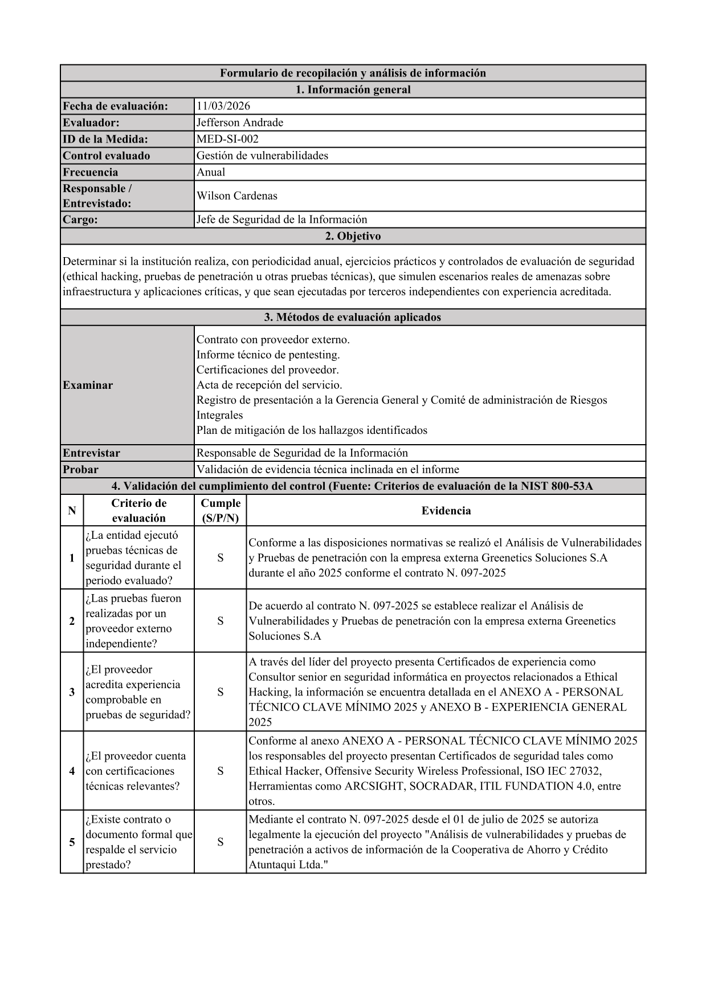 Formulario de recopilación y análisis de información
1. Información general
Fecha de evaluación: 11/03/2026
Evaluador: Jefferson Andrade
ID de la Medida: MED-SI-002
Control evaluado Gestión de vulnerabilidades
Frecuencia Anual
Responsable /
Entrevistado:
Wilson Cardenas
Cargo: Jefe de Seguridad de la Información
2. Objetivo
Determinar si la institución realiza, con periodicidad anual, ejercicios prácticos y controlados de evaluación de seguridad
(ethical hacking, pruebas de penetración u otras pruebas técnicas), que simulen escenarios reales de amenazas sobre
infraestructura y aplicaciones críticas, y que sean ejecutadas por terceros independientes con experiencia acreditada.
3. Métodos de evaluación aplicados
Examinar
Contrato con proveedor externo.
Informe técnico de pentesting.
Certificaciones del proveedor.
Acta de recepción del servicio.
Registro de presentación a la Gerencia General y Comité de administración de Riesgos
Integrales
Plan de mitigación de los hallazgos identificados
Entrevistar Responsable de Seguridad de la Información
Probar Validación de evidencia técnica inclinada en el informe
4. Validación del cumplimiento del control (Fuente: Criterios de evaluación de la NIST 800-53A
N
Criterio de
evaluación
Cumple
(S/P/N)
Evidencia
1
¿La entidad ejecutó
pruebas técnicas de
seguridad durante el
periodo evaluado?
S
Conforme a las disposiciones normativas se realizó el Análisis de Vulnerabilidades
y Pruebas de penetración con la empresa externa Greenetics Soluciones S.A
durante el año 2025 conforme el contrato N. 097-2025
2
¿Las pruebas fueron
realizadas por un
proveedor externo
independiente?
S
De acuerdo al contrato N. 097-2025 se establece realizar el Análisis de
Vulnerabilidades y Pruebas de penetración con la empresa externa Greenetics
Soluciones S.A
3
¿El proveedor
acredita experiencia
comprobable en
pruebas de seguridad?
S
A través del líder del proyecto presenta Certificados de experiencia como
Consultor senior en seguridad informática en proyectos relacionados a Ethical
Hacking, la información se encuentra detallada en el ANEXO A - PERSONAL
TÉCNICO CLAVE MÍNIMO 2025 y ANEXO B - EXPERIENCIA GENERAL
2025
4
¿El proveedor cuenta
con certificaciones
técnicas relevantes?
S
Conforme al anexo ANEXO A - PERSONAL TÉCNICO CLAVE MÍNIMO 2025
los responsables del proyecto presentan Certificados de seguridad tales como
Ethical Hacker, Offensive Security Wireless Professional, ISO IEC 27032,
Herramientas como ARCSIGHT, SOCRADAR, ITIL FUNDATION 4.0, entre
otros.
5
¿Existe contrato o
documento formal que
respalde el servicio
prestado?
S
Mediante el contrato N. 097-2025 desde el 01 de julio de 2025 se autoriza
legalmente la ejecución del proyecto "Análisis de vulnerabilidades y pruebas de
penetración a activos de información de la Cooperativa de Ahorro y Crédito
Atuntaqui Ltda."